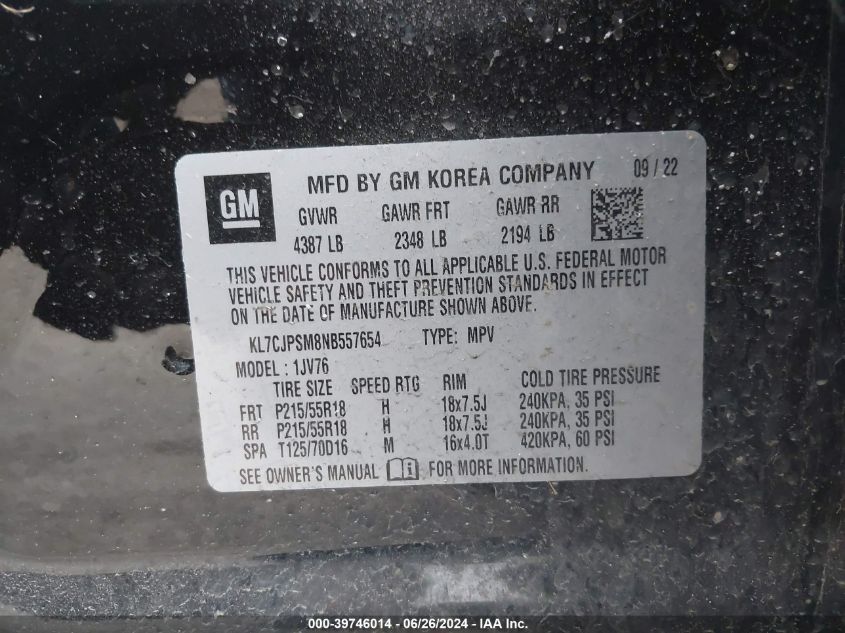 GM
MFD BY GM KOREA COMPANY 09 / 22
GVWR GAWR FRT GAWR RR
4387 LB 2348 LB 2194 LB
THIS VEHICLE CONFORMS TO ALL APPLICABLE U.S. FEDERAL MOTOR
VEHICLE SAFETY AND THEFT PREVENTION STANDARDS IN EFFECT
ON THE DATE OF MANUFACTURE SHOWN ABOVE.
KL7CJPSM8NB557654 TYPE: MPV
MODEL : 1JV76
TIRE SIZE SPEED RTG RIM COLD TIRE PRESSURE
FRT P215/55R18 H 18x7.5J 240KPA, 35 PSI
RR P215/55R18 H 18x7.5J 240KPA, 35 PSI
SPA T125/70D16 M 16x4.0T 420KPA, 60 PSI
SEE OWNER'S MANUAL FOR MORE INFORMATION.
000-39746014 / 06/26/2024 / IAAI.COM